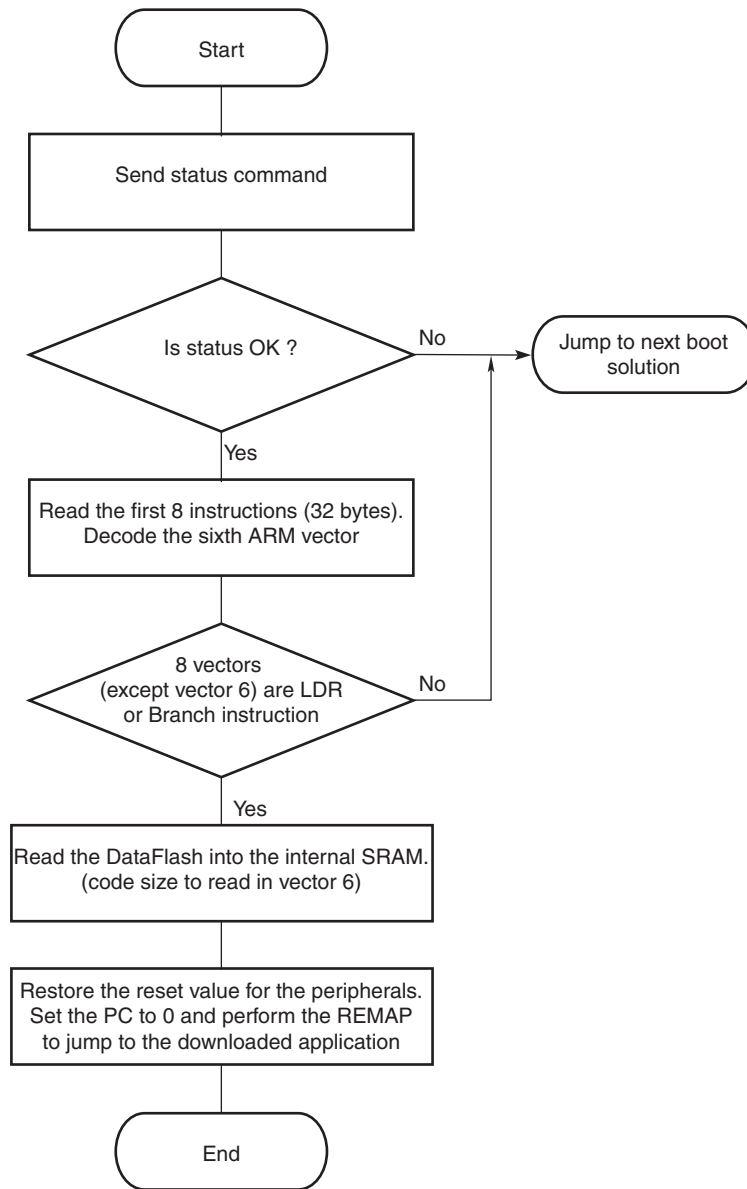 Start
Send status command
Is status OK ?
No
Jump to next boot
solution
Yes
Read the first 8 instructions (32 bytes).
Decode the sixth ARM vector
8 vectors
(except vector 6) are LDR
or Branch instruction
No
Yes
Read the DataFlash into the internal SRAM.
(code size to read in vector 6)
Restore the reset value for the peripherals.
Set the PC to 0 and perform the REMAP
to jump to the downloaded application
End